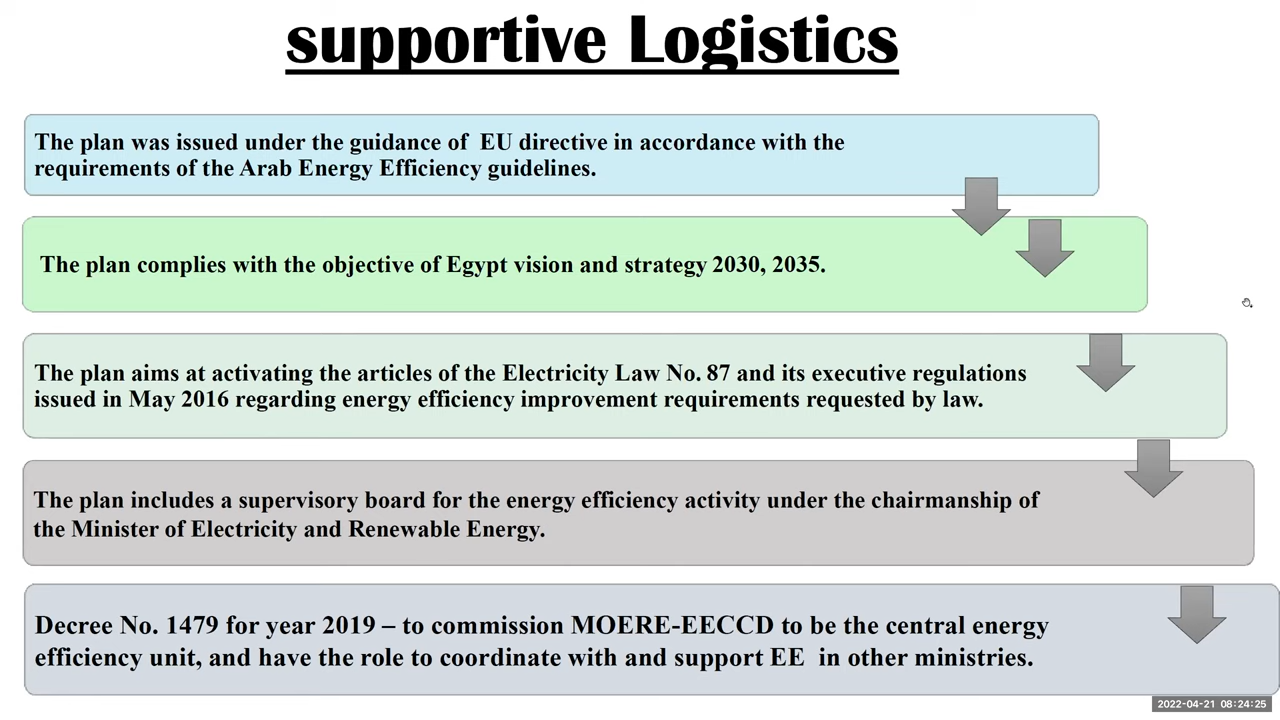 supportive Logistics
The plan was issued under the guidance of EU directive in accordance with the
requirements of the Arab Energy Efficiency guidelines.
The plan complies with the objective of Egypt vision and strategy 2030, 2035.
The plan aims at activating the articles of the Electricity Law No. 87 and its executive regulations
issued in May 2016 regarding energy efficiency improvement requirements requested by law.
The plan includes a supervisory board for the energy efficiency activity under the chairmanship of
the Minister of Electricity and Renewable Energy.
Decree No. 1479 for year 2019 – to commission MOERE-EECCD to be the central energy
efficiency unit, and have the role to coordinate with and support EE in other ministries.
2022-04-21 08:24:25